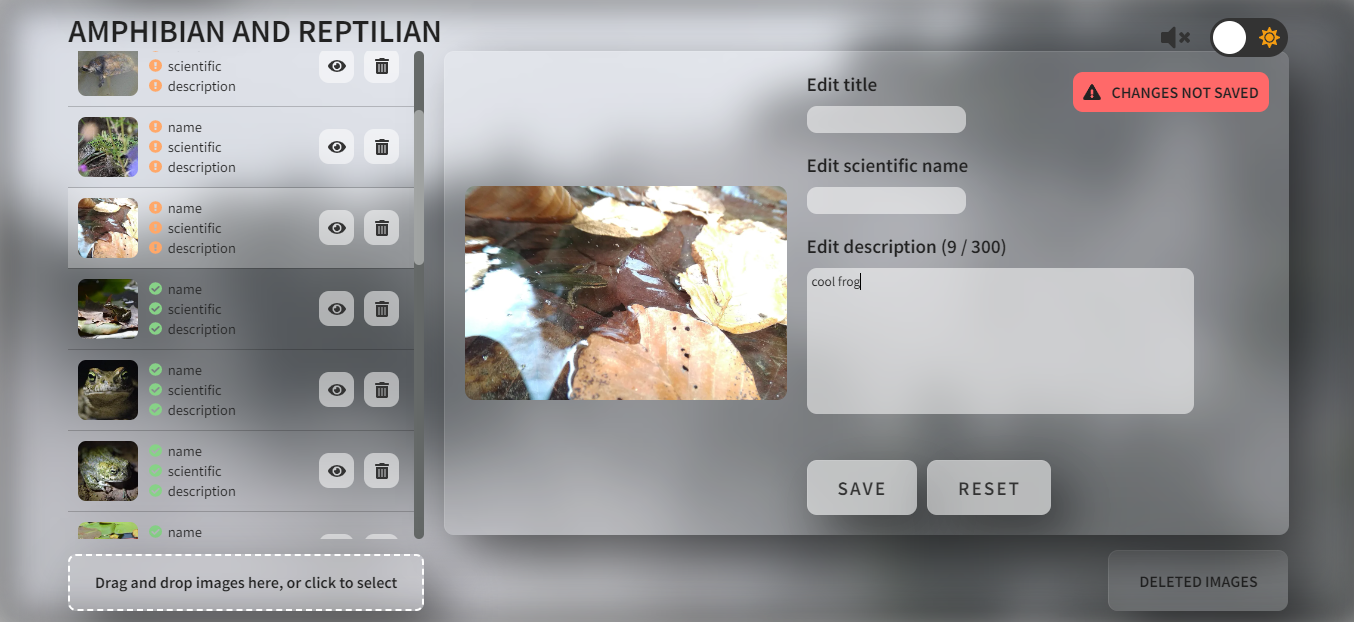 AMPHIBIAN AND REPTILIAN
scientific
description
name
scientific
description
name
scientific
description
name
scientific
description
name
scientific
description
name
scientific
description
name
Drag and drop images here, or click to select
Edit title
CHANGES NOT SAVED
Edit scientific name
Edit description (9 / 300)
cool frog
SAVE RESET
DELETED IMAGES